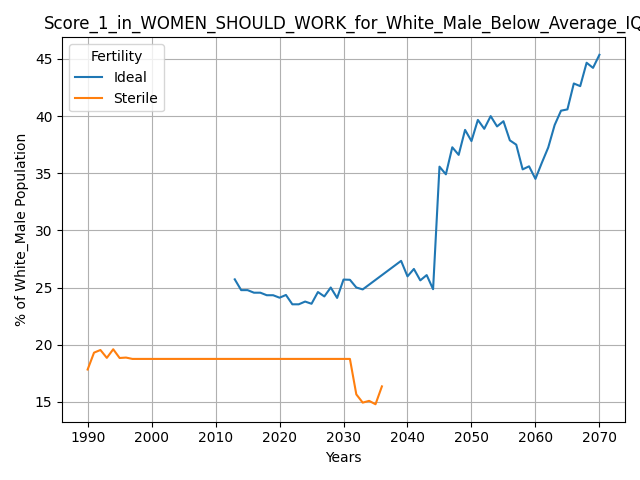 Score_1_in_WOMEN_SHOULD_WORK_for_White_Male_Below_Average_IQ
Fertility
Ideal
Sterile
% of White_Male Population
45
40
35
30
25
20
15
1990 2000 2010 2020 2030 2040 2050 2060 2070
Years